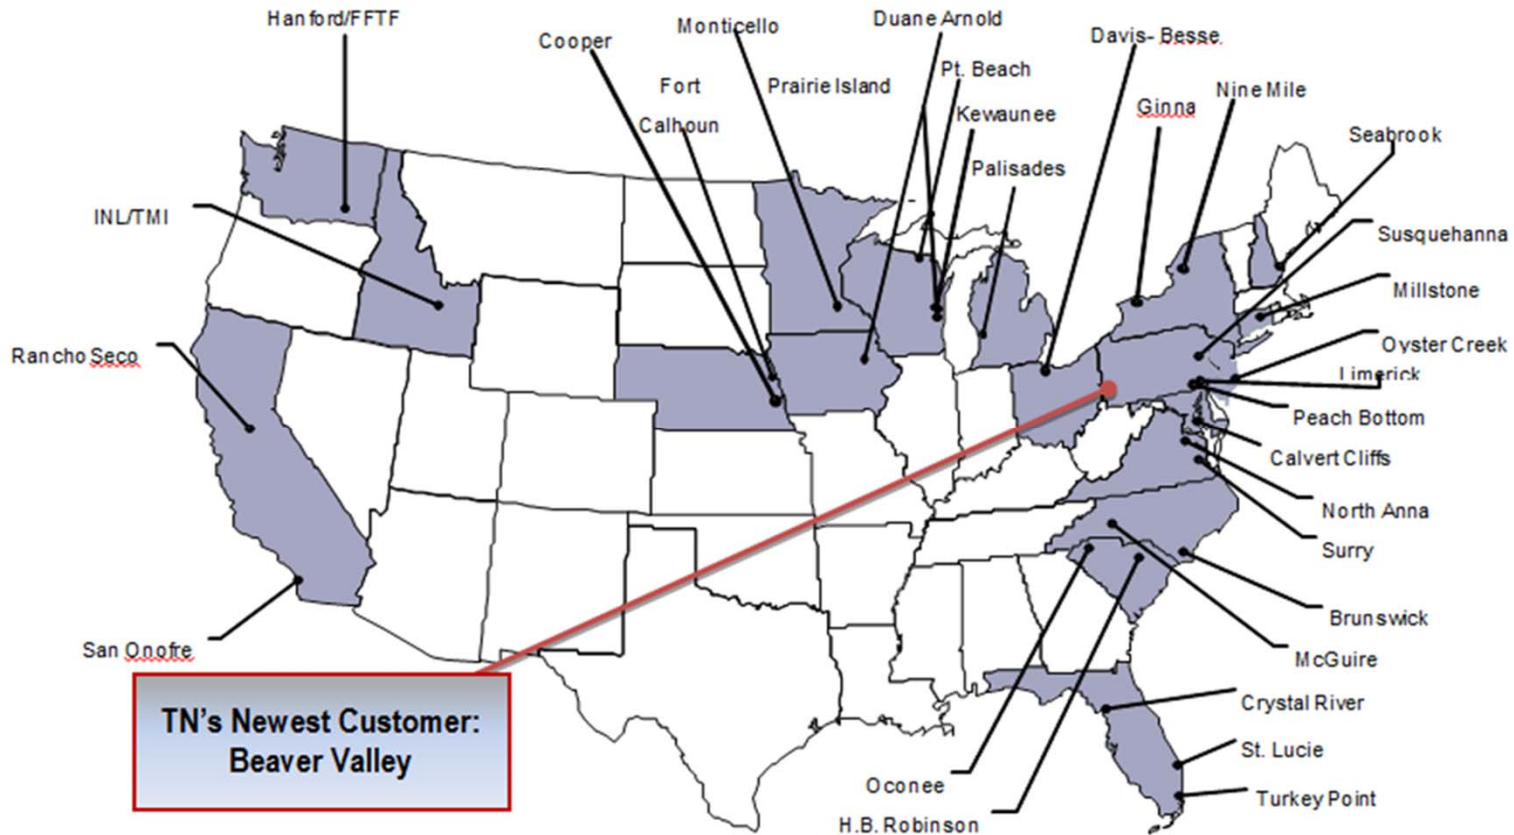 Hanford/FFTF
Cooper
Monticello
Duane Arnold
Davis- Besse
Fort
Calhoun
Prairie Island
Pt. Beach
Kewaunee
Palisades
Ginna
Nine Mile
Seabrook
INL/TMI
Susquehanna
Millstone
Rancho Seco
Oyster Creek
Limerick
Peach Bottom
Calvert Cliffs
North Anna
Surry
Brunswick
McGuire
San Onofre
Crystal River
St. Lucie
Turkey Point
Oconee
H.B. Robinson
TN's Newest Customer:
Beaver Valley